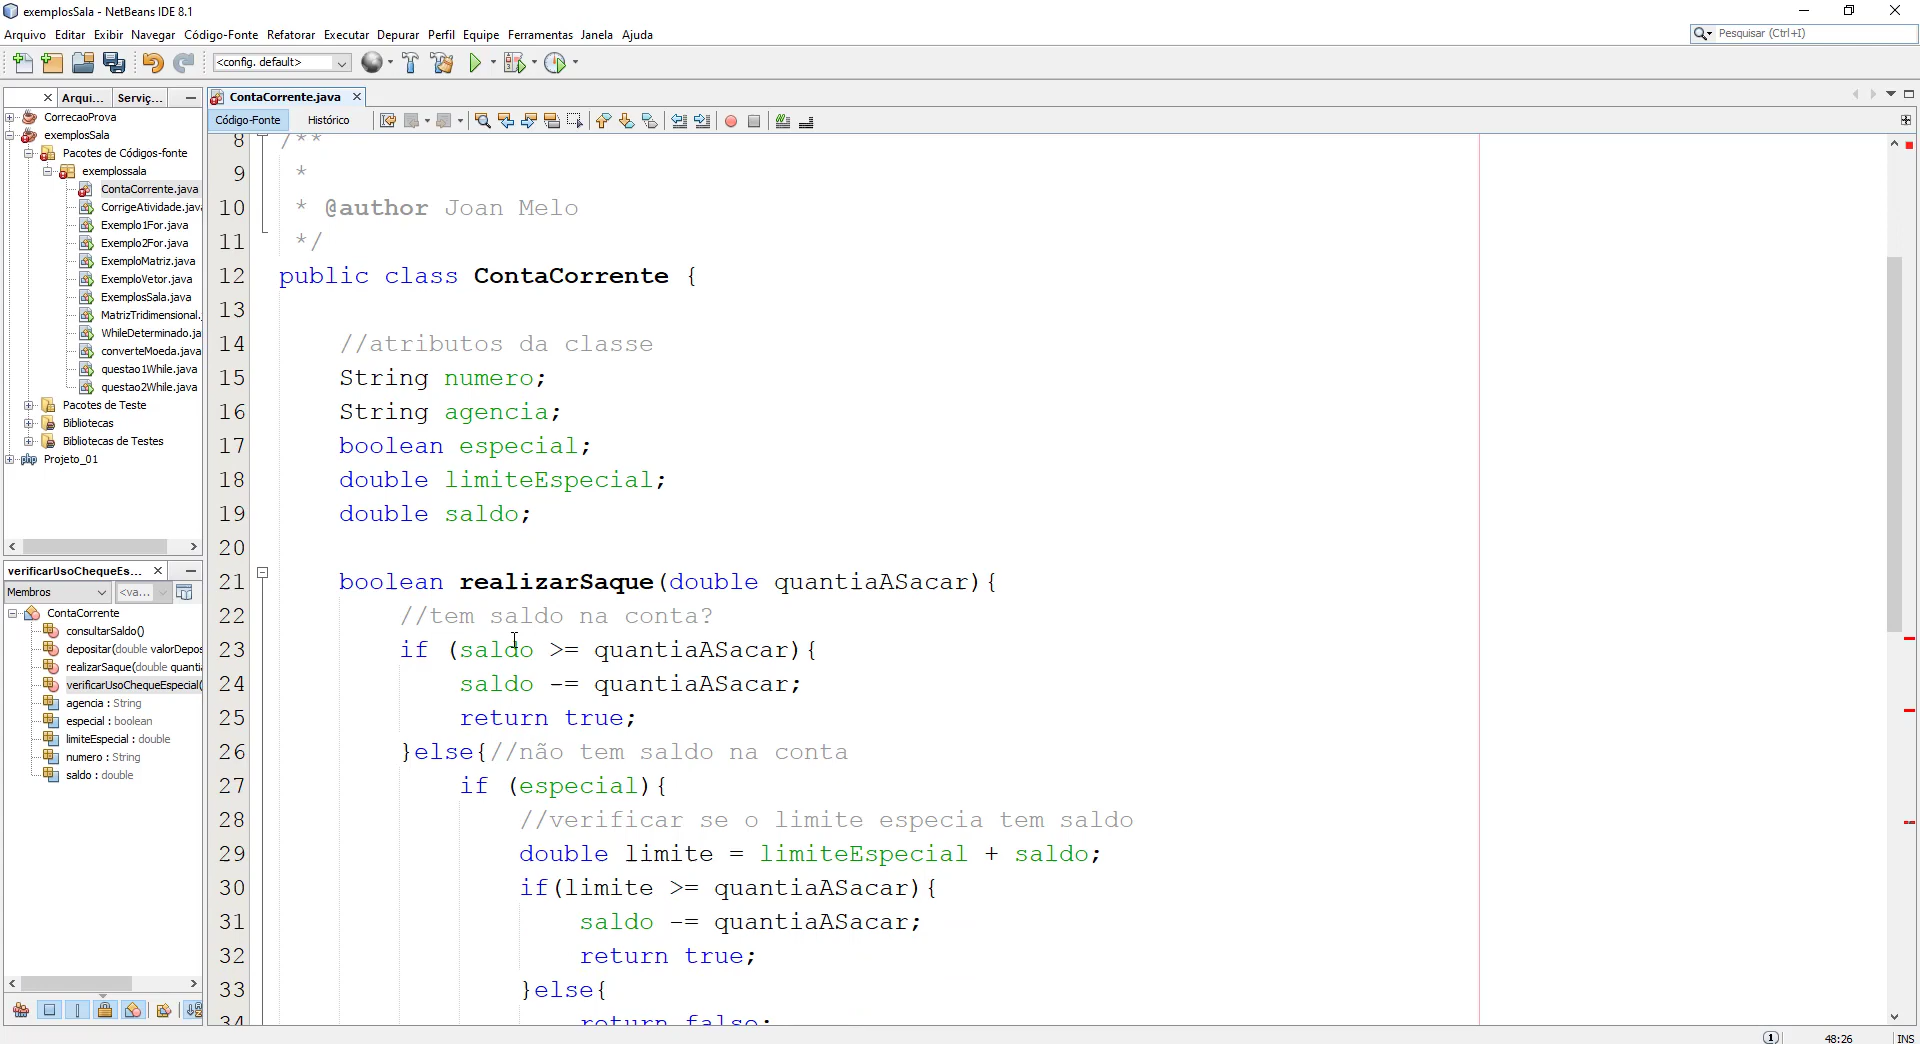 exemplosSala - NetBeans IDE 8.1
Arquivo Editar Exibir Navegar Código-Fonte Refatorar Executar Depurar Perfil Equipe Ferramentas Janela Ajuda
Pesquisar (Ctrl+I)
<config. default>
Arqui... Serviç...
ContaCorrente.java
Código-Fonte Histórico
CorrecaoProva
exemplosSala
Pacotes de Códigos-fonte
exemplossala
ContaCorrente.java
CorrigeAtividade.java
Exemplo1For.java
Exemplo2For.java
ExemploMatriz.java
ExemploVetor.java
ExemplosSala.java
MatrizTridimensional.
WhileDeterminado.ja
converteMoeda.java
questao1While.java
questao2While.java
Pacotes de Teste
Bibliotecas
Bibliotecas de Testes
Projeto_01
verificarUsoChequeEs...
Membros <va...
ContaCorrente
consultarSaldo()
depositar(double valorDepos
realizarSaque(double quanti
verificarUsoChequeEspecial(
agencia : String
especial : boolean
limiteEspecial : double
numero : String
saldo : double
8 /**
9 *
10 * @author Joan Melo
11 */
12 public class ContaCorrente {
13
14 //atributos da classe
15 String numero;
16 String agencia;
17 boolean especial;
18 double limiteEspecial;
19 double saldo;
20
21 boolean realizarSaque(double quantiaASacar){
22 //tem saldo na conta?
23 if (saldo >= quantiaASacar){
24 saldo -= quantiaASacar;
25 return true;
26 }else{//não tem saldo na conta
27 if (especial){
28 //verificar se o limite especia tem saldo
29 double limite = limiteEspecial + saldo;
30 if(limite >= quantiaASacar){
31 saldo -= quantiaASacar;
32 return true;
33 }else{
34 return false;
1 48:26 INS